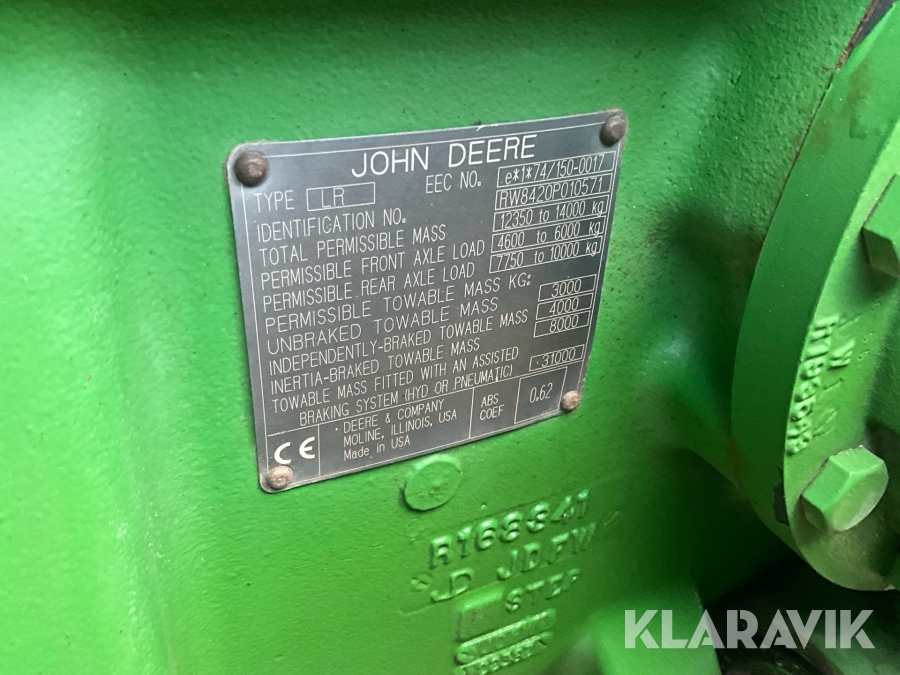 JOHN DEERE
TYPE LR EEC NO. e*1*74/150-0017
IDENTIFICATION NO. RW8420P010571
TOTAL PERMISSIBLE MASS 12350 to 14000 kg
PERMISSIBLE FRONT AXLE LOAD 4600 to 6000 kg
PERMISSIBLE REAR AXLE LOAD 7750 to 10000 kg
PERMISSIBLE TOWABLE MASS KG:
UNBRAKED TOWABLE MASS 3000
INDEPENDENTLY-BRAKED TOWABLE MASS 4000
INERTIA-BRAKED TOWABLE MASS 8000
TOWABLE MASS FITTED WITH AN ASSISTED
BRAKING SYSTEM (HYD OR PNEUMATIC) 31000
CE
DEERE & COMPANY
MOLINE, ILLINOIS, USA
Made in USA
ABS
COEF
0.62
R168341
JD JDFW
KLARAVIK